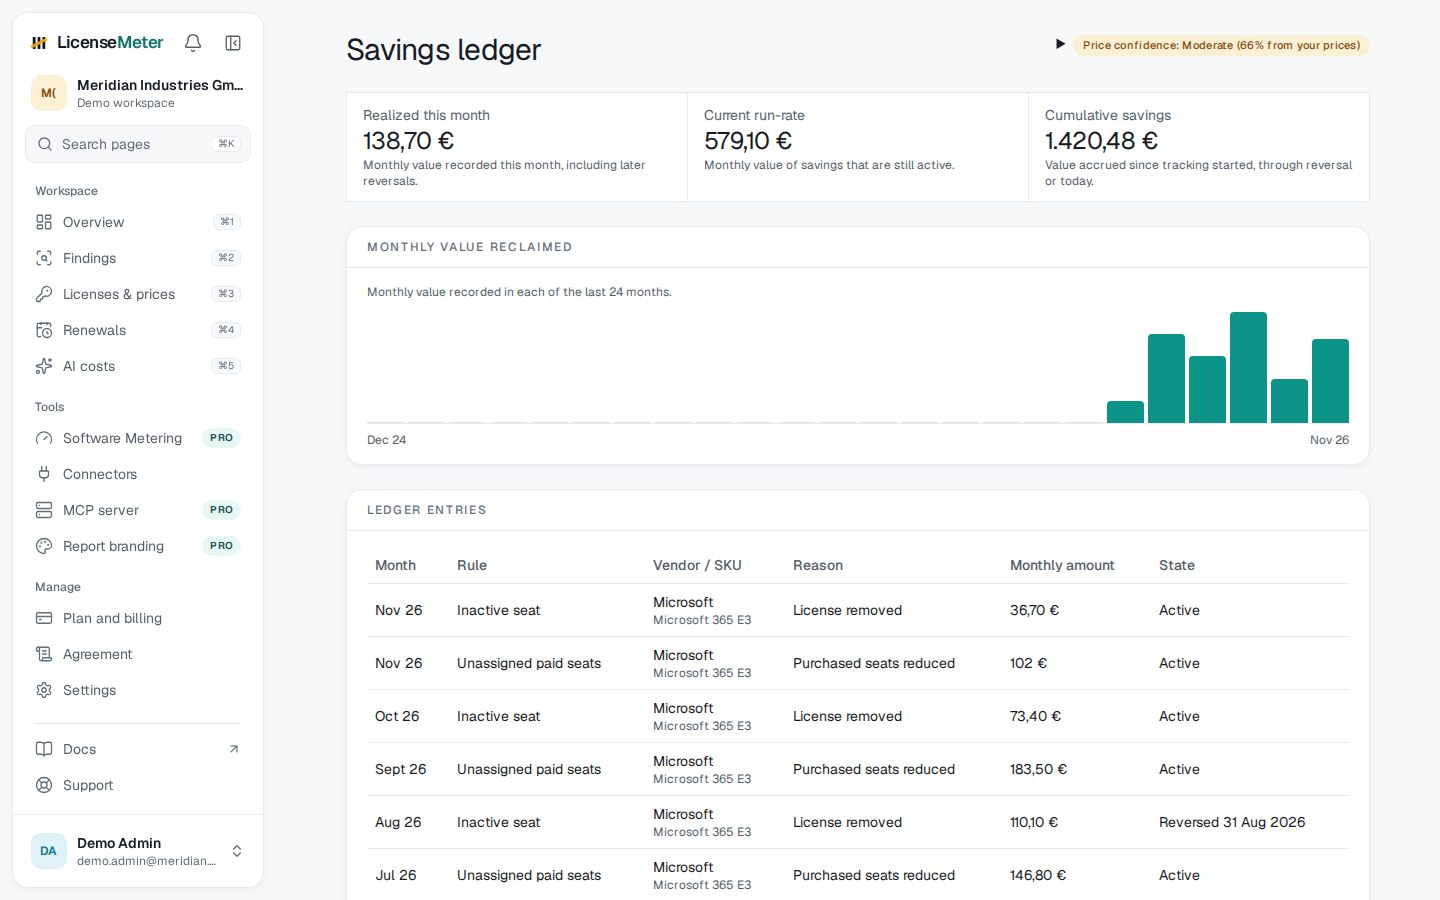 LicenseMeter
M(
Meridian Industries Gm...
Demo workspace
Search pages ⌘K
Workspace
Overview ⌘1
Findings ⌘2
Licenses & prices ⌘3
Renewals ⌘4
AI costs ⌘5
Tools
Software Metering PRO
Connectors
MCP server PRO
Report branding PRO
Manage
Plan and billing
Agreement
Settings
Docs
Support
DA
Demo Admin
demo.admin@meridian....
Savings ledger
Price confidence: Moderate (66% from your prices)
Realized this month
138,70 €
Monthly value recorded this month, including later
reversals.
Current run-rate
579,10 €
Monthly value of savings that are still active.
Cumulative savings
1.420,48 €
Value accrued since tracking started, through reversal
or today.
MONTHLY VALUE RECLAIMED
Monthly value recorded in each of the last 24 months.
Dec 24 Nov 26
LEDGER ENTRIES
Month Rule Vendor / SKU Reason Monthly amount State
Nov 26 Inactive seat Microsoft License removed 36,70 € Active
Microsoft 365 E3
Nov 26 Unassigned paid seats Microsoft Purchased seats reduced 102 € Active
Microsoft 365 E3
Oct 26 Inactive seat Microsoft License removed 73,40 € Active
Microsoft 365 E3
Sept 26 Unassigned paid seats Microsoft Purchased seats reduced 183,50 € Active
Microsoft 365 E3
Aug 26 Inactive seat Microsoft License removed 110,10 € Reversed 31 Aug 2026
Microsoft 365 E3
Jul 26 Unassigned paid seats Microsoft Purchased seats reduced 146,80 € Active
Microsoft 365 E3